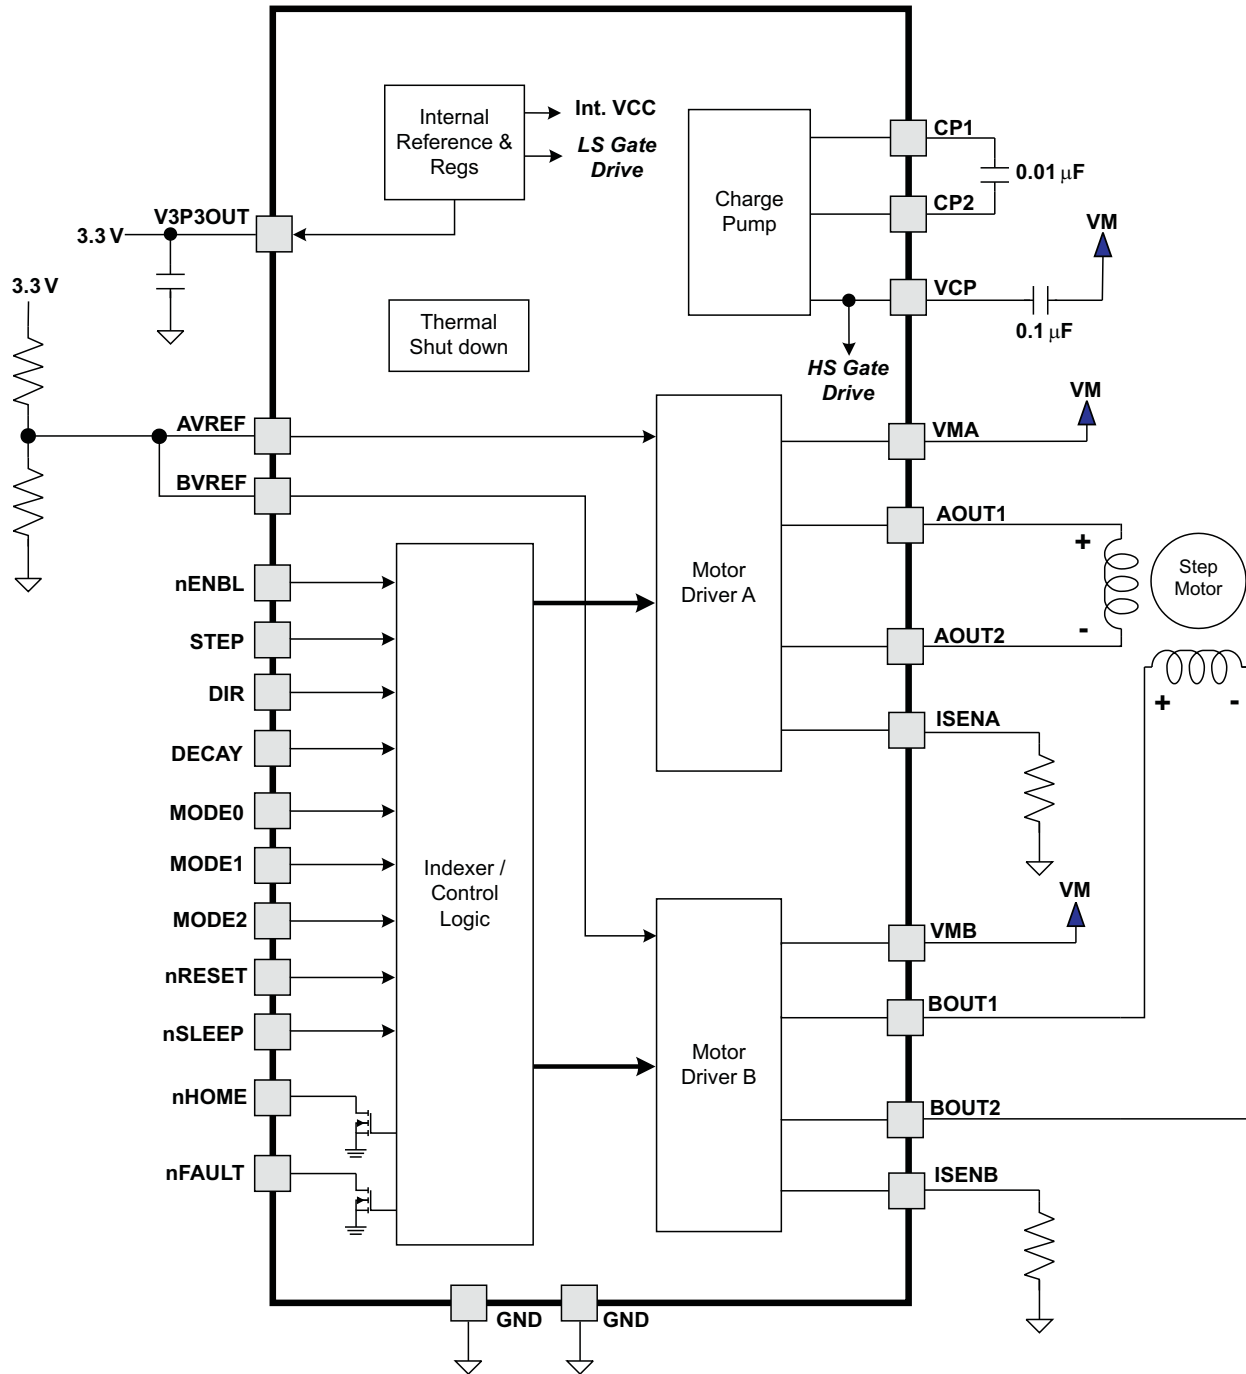 Internal
Reference &
Regs
Int. VCC
LS Gate
Drive
Charge
Pump
CP1
0.01 μF
CP2
VM
VCP
0.1 μF
HS Gate
Drive
V3P3OUT
3.3 V
3.3 V
Thermal
Shut down
AVREF
BVREF
VM
VMA
AOUT1
+
Motor
Driver A
Step
Motor
-
AOUT2
+
-
ISENA
nENBL
STEP
DIR
DECAY
MODE0
MODE1
MODE2
nRESET
nSLEEP
nHOME
nFAULT
Indexer /
Control
Logic
VM
VMB
BOUT1
Motor
Driver B
BOUT2
ISENB
GND
GND